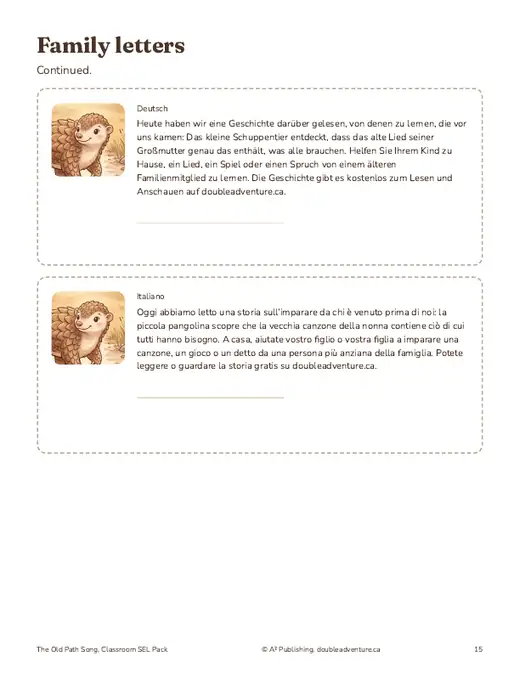 Family letters
Continued.
Deutsch
Heute haben wir eine Geschichte darüber gelesen, von denen zu lernen, die vor
uns kamen: Das kleine Schuppentier entdeckt, dass das alte Lied seiner
Großmutter genau das enthält, was alle brauchen. Helfen Sie Ihrem Kind zu
Hause, ein Lied, ein Spiel oder einen Spruch von einem älteren
Familienmitglied zu lernen. Die Geschichte gibt es kostenlos zum Lesen und
Anschauen auf doubleadventure.ca.
Italiano
Oggi abbiamo letto una storia sull'imparare da chi è venuto prima di noi: la
piccola pangolina scopre che la vecchia canzone della nonna contiene ciò di cui
tutti hanno bisogno. A casa, aiutate vostro figlio o vostra figlia a imparare una
canzone, un gioco o un detto da una persona più anziana della famiglia. Potete
leggere o guardare la storia gratis su doubleadventure.ca.
The Old Path Song, Classroom SEL Pack
© A² Publishing, doubleadventure.ca
15